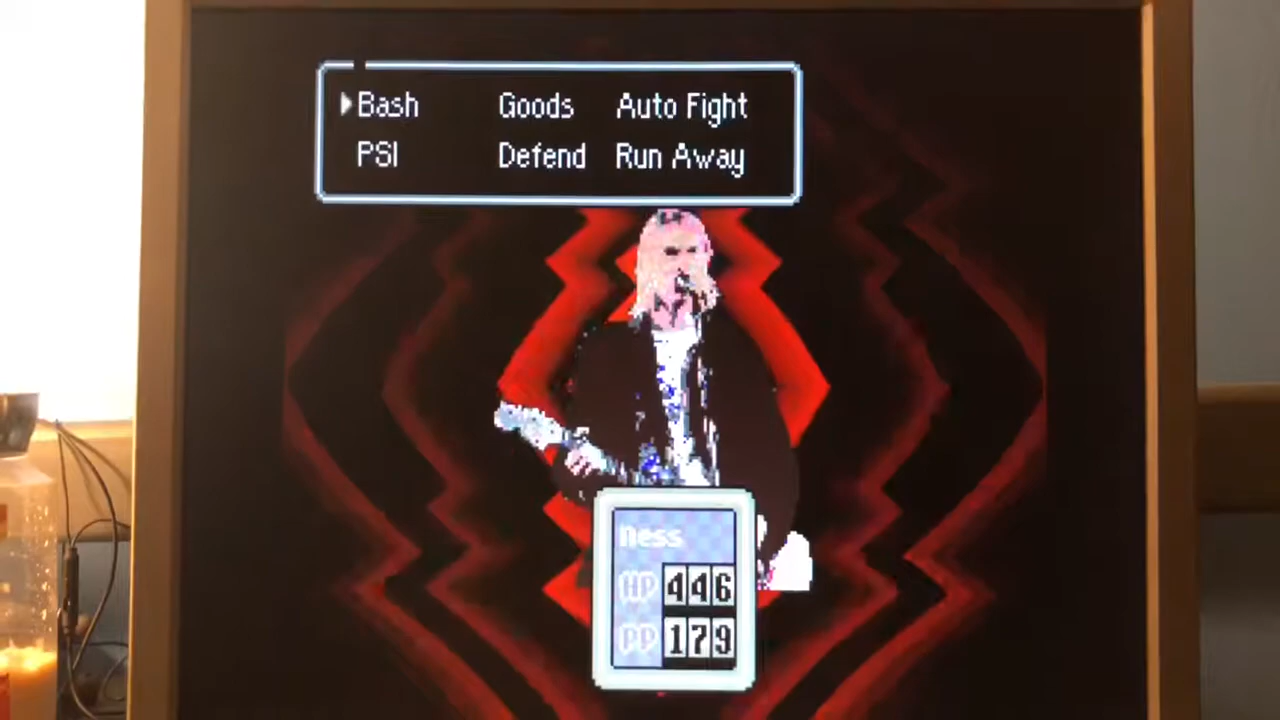 Bash Goods Auto Fight
PSI Defend Run Away
Ness
HP 446
PP 179